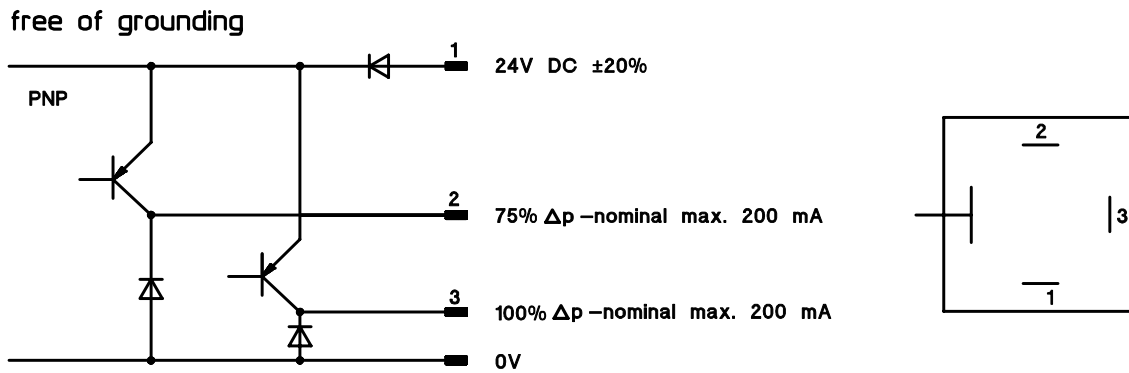 free of grounding
1
24V DC ±20%
PNP
2
75% Δp -nominal max. 200 mA
3
100% Δp -nominal max. 200 mA
0V
2
3
1